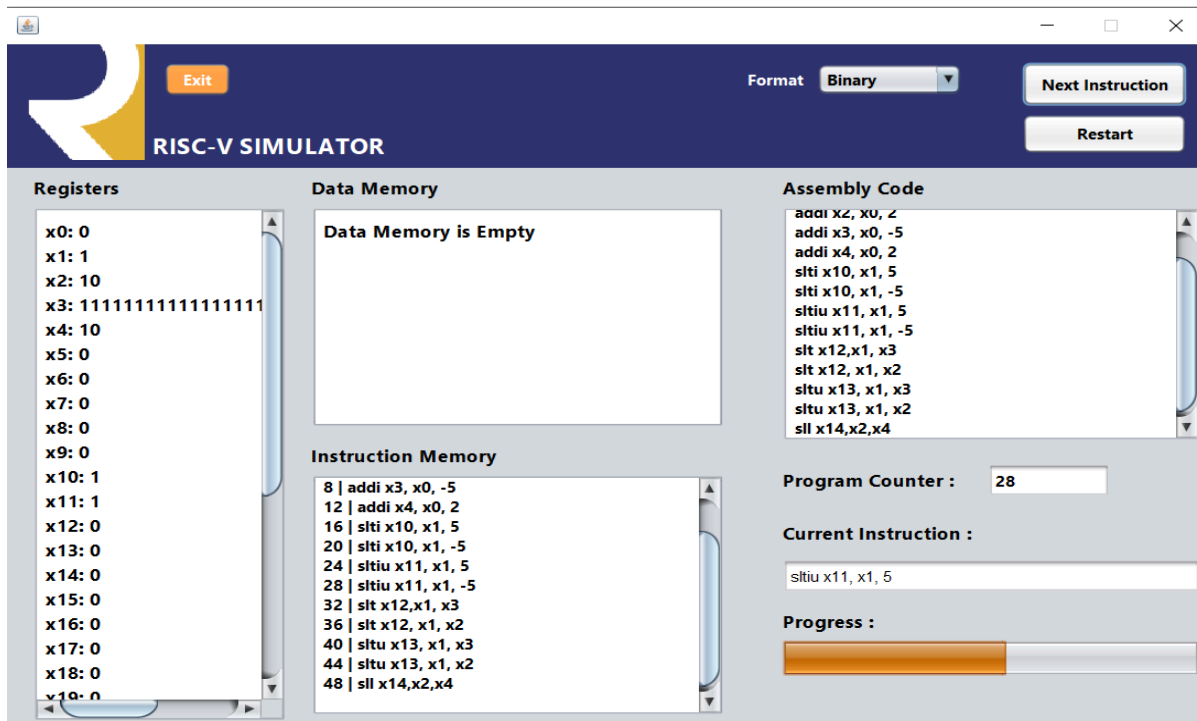 Exit
Format Binary
Next Instruction
Restart
RISC-V SIMULATOR
Registers
x0: 0
x1: 1
x2: 10
x3: 11111111111111111
x4: 10
x5: 0
x6: 0
x7: 0
x8: 0
x9: 0
x10: 1
x11: 1
x12: 0
x13: 0
x14: 0
x15: 0
x16: 0
x17: 0
x18: 0
x19: 0
Data Memory
Data Memory is Empty
Instruction Memory
8 | addi x3, x0, -5
12 | addi x4, x0, 2
16 | slti x10, x1, 5
20 | slti x10, x1, -5
24 | sltiu x11, x1, 5
28 | sltiu x11, x1, -5
32 | slt x12,x1, x3
36 | slt x12, x1, x2
40 | sltu x13, x1, x3
44 | sltu x13, x1, x2
48 | sll x14,x2,x4
Assembly Code
addi x2, x0, 2
addi x3, x0, -5
addi x4, x0, 2
slti x10, x1, 5
slti x10, x1, -5
sltiu x11, x1, 5
sltiu x11, x1, -5
slt x12,x1, x3
slt x12, x1, x2
sltu x13, x1, x3
sltu x13, x1, x2
sll x14,x2,x4
Program Counter : 28
Current Instruction :
sltiu x11, x1, 5
Progress :